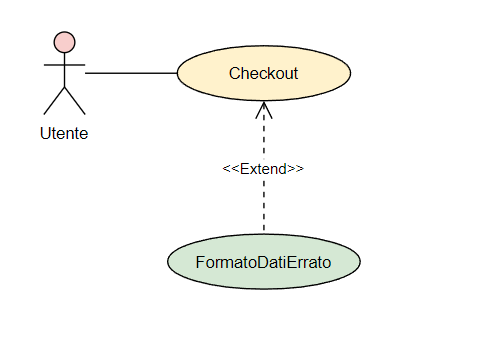 Checkout
Utente
<<Extend>>
FormatoDatiErrato